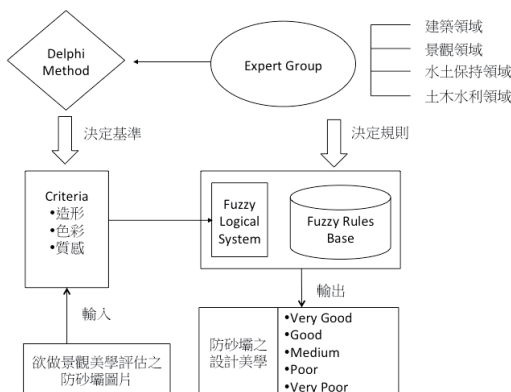 Delphi
Method
Expert Group
建築領域
景觀領域
水土保持領域
土木水利領域
決定基準
決定規則
Criteria
•造形
•色彩
•質感
Fuzzy
Logical
System
Fuzzy Rules
Base
輸入
輸出
欲做景觀美學評估之
防砂壩圖片
防砂壩之
設計美學
•Very Good
•Good
•Medium
•Poor
•Very Poor